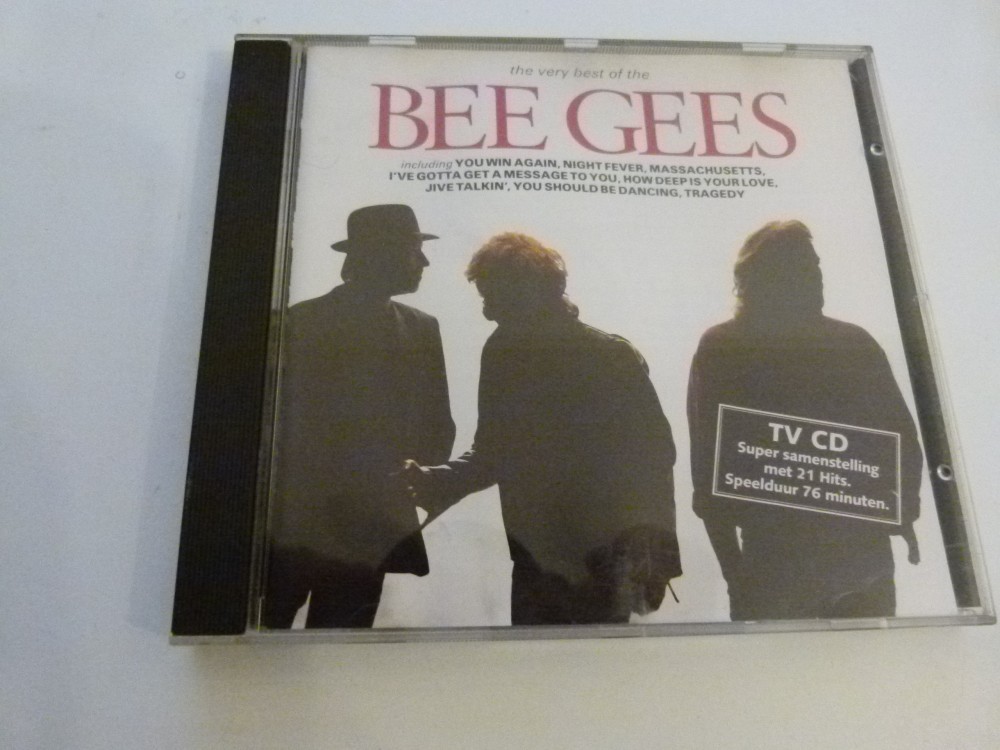 the very best of the
BEE GEES
including YOU WIN AGAIN, NIGHT FEVER, MASSACHUSETTS,
I'VE GOTTA GET A MESSAGE TO YOU, HOW DEEP IS YOUR LOVE,
JIVE TALKIN', YOU SHOULD BE DANCING, TRAGEDY
TV CD
Super samenstelling
met 21 Hits.
Speelduur 76 minuten.